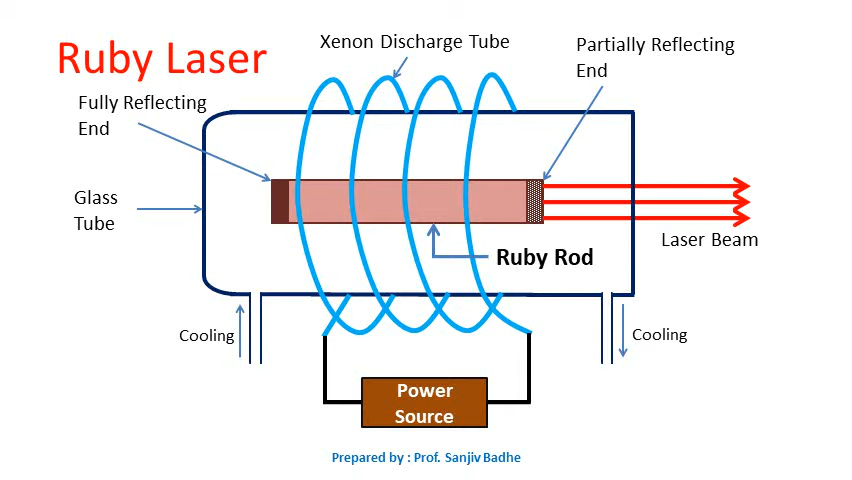 Ruby Laser
Xenon Discharge Tube
Partially Reflecting
End
Fully Reflecting
End
Glass
Tube
Laser Beam
Ruby Rod
Cooling
Cooling
Power
Source
Prepared by : Prof. Sanjiv Badhe